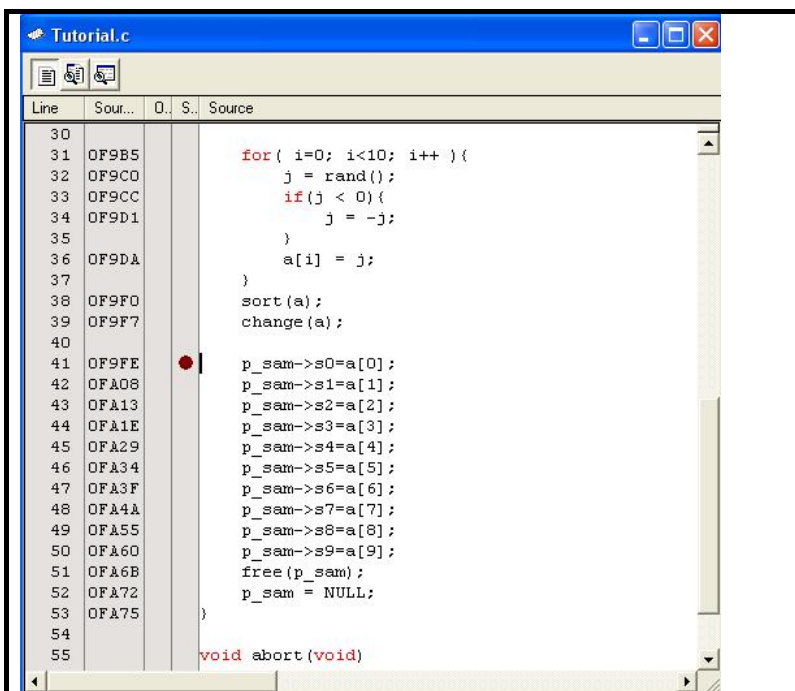 Tutorial.c
Line Sour... O.. S.. Source
30
31 0F9B5 for( i=0; i<10; i++ ){
32 0F9C0 j = rand();
33 0F9CC if(j < 0){
34 0F9D1 j = -j;
35 }
36 0F9DA a[i] = j;
37 }
38 0F9F0 sort(a);
39 0F9F7 change(a);
40
41 0F9FE p_sam->s0=a[0];
42 0FA08 p_sam->s1=a[1];
43 0FA13 p_sam->s2=a[2];
44 0FA1E p_sam->s3=a[3];
45 0FA29 p_sam->s4=a[4];
46 0FA34 p_sam->s5=a[5];
47 0FA3F p_sam->s6=a[6];
48 0FA4A p_sam->s7=a[7];
49 0FA55 p_sam->s8=a[8];
50 0FA60 p_sam->s9=a[9];
51 0FA6B free(p_sam);
52 0FA72 p_sam = NULL;
53 0FA75 }
54
55 void abort(void)